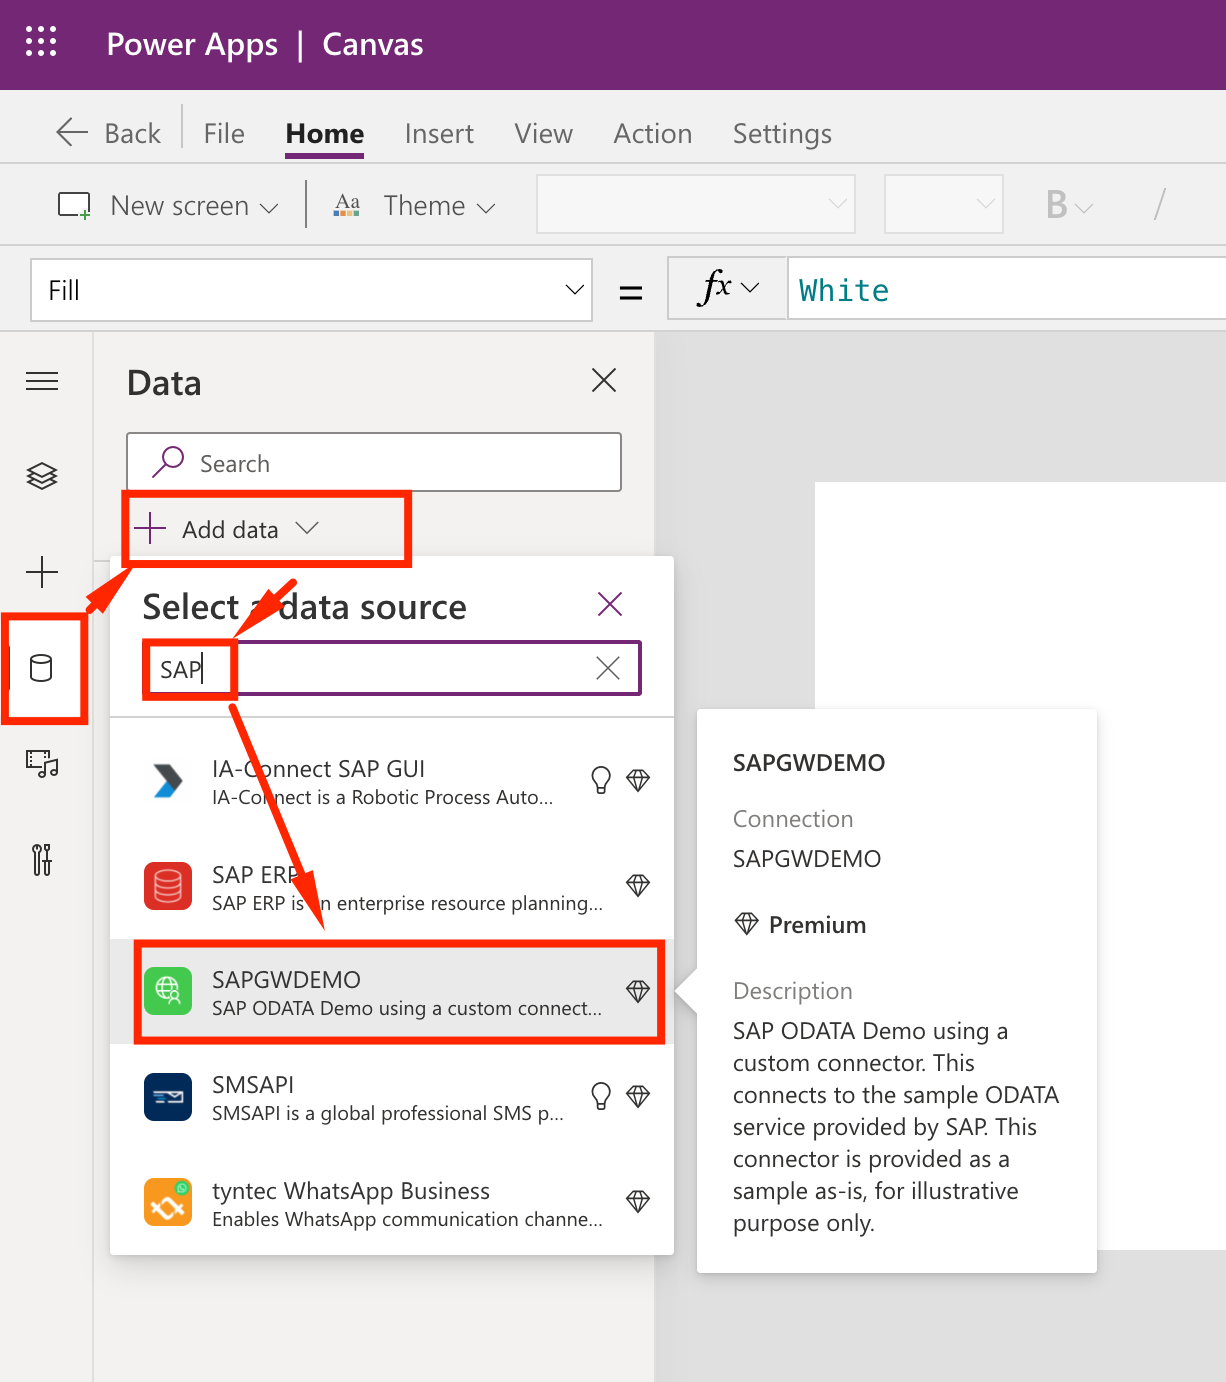 Power Apps | Canvas
Back File Home Insert View Action Settings
New screen Aa Theme B /
Fill = fx White
Data
Search
Add data
Select a data source
SAP
IA-Connect SAP GUI
IA-Connect is a Robotic Process Auto...
SAP ERP
SAP ERP is an enterprise resource planning...
SAPGWDEMO
SAP ODATA Demo using a custom connect...
SMSAPI
SMSAPI is a global professional SMS p...
tyntec WhatsApp Business
Enables WhatsApp communication channe...
SAPGWDEMO
Connection
SAPGWDEMO
Premium
Description
SAP ODATA Demo using a
custom connector. This
connects to the sample ODATA
service provided by SAP. This
connector is provided as a
sample as-is, for illustrative
purpose only.